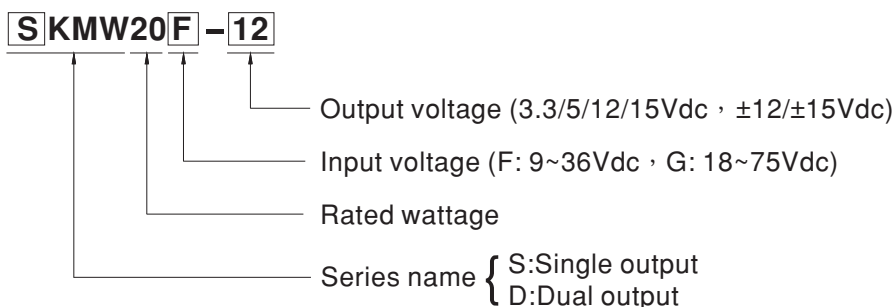 SKMW20F-12
Output voltage (3.3/5/12/15Vdc，±12/±15Vdc)
Input voltage (F: 9~36Vdc，G: 18~75Vdc)
Rated wattage
Series name { S:Single output
D:Dual output